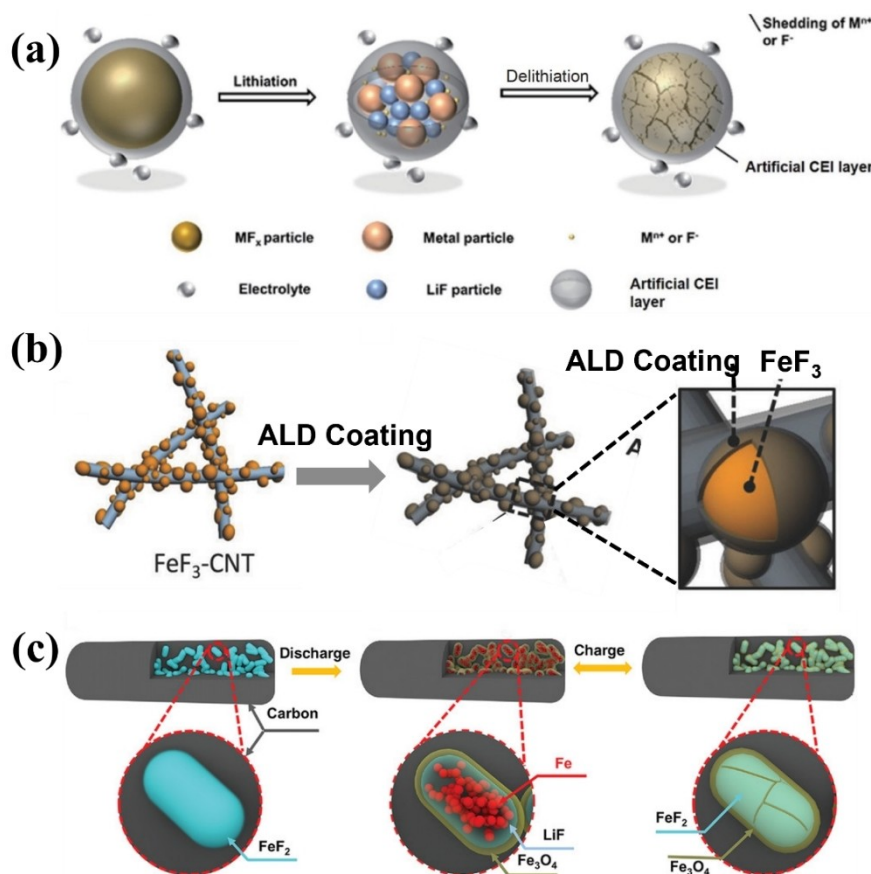 (a)
Lithiation
Delithiation
Shedding of Mⁿ⁺
or F⁻
Artificial CEI
layer
MFₓ particle
Metal particle
Mⁿ⁺ or F⁻
Electrolyte
LiF particle
Artificial CEI
layer
(b)
ALD Coating
FeF₃-CNT
A
ALD Coating
FeF₃
(c)
Discharge
Charge
Carbon
FeF₂
Fe
LiF
Fe₃O₄
FeF₂
Fe₃O₄